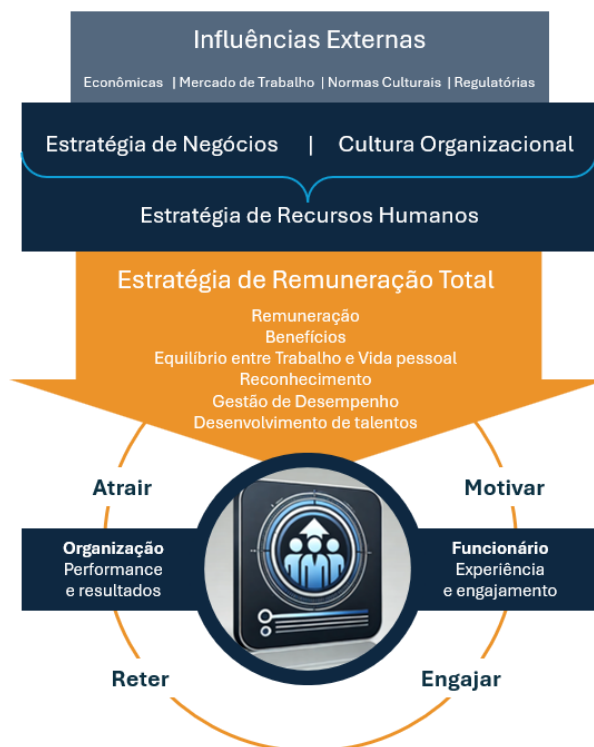 Influências Externas
Econômicas | Mercado de Trabalho | Normas Culturais | Regulatórias
Estratégia de Negócios | Cultura Organizacional
Estratégia de Recursos Humanos
Estratégia de Remuneração Total
Remuneração
Benefícios
Equilíbrio entre Trabalho e Vida pessoal
Reconhecimento
Gestão de Desempenho
Desenvolvimento de talentos
Atrair
Motivar
Organização
Performance
e resultados
Funcionário
Experiência
e engajamento
Reter
Engajar